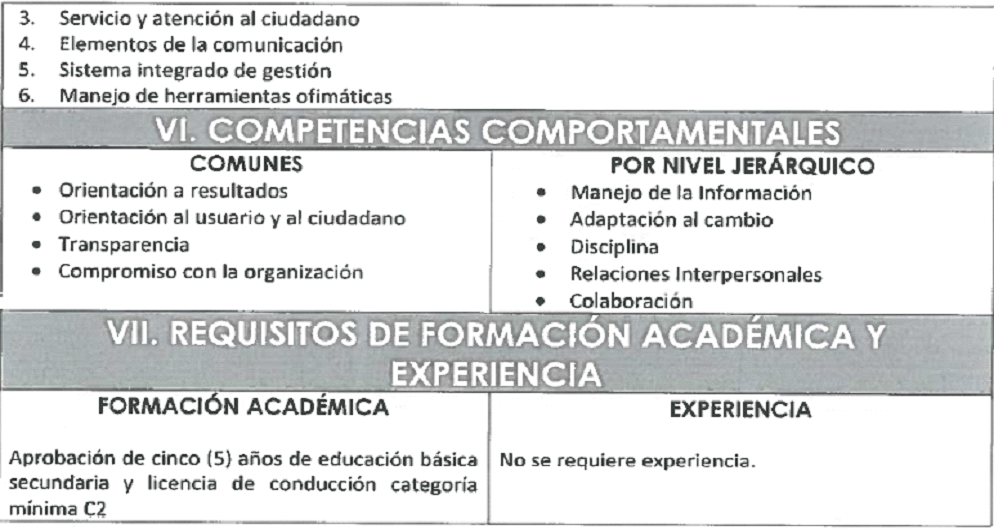 3. Servicio y atención al ciudadano
4. Elementos de la comunicación
5. Sistema integrado de gestión
6. Manejo de herramientas ofimáticas
VI. COMPETENCIAS COMPORTAMENTALES
COMUNES
• Orientación a resultados
• Orientación al usuario y al ciudadano
• Transparencia
• Compromiso con la organización
POR NIVEL JERÁRQUICO
• Manejo de la Información
• Adaptación al cambio
• Disciplina
• Relaciones Interpersonales
• Colaboración
VII. REQUISITOS DE FORMACIÓN ACADÉMICA Y
EXPERIENCIA
FORMACIÓN ACADÉMICA
Aprobación de cinco (5) años de educación básica
secundaria y licencia de conducción categoría
mínima C2
EXPERIENCIA
No se requiere experiencia.